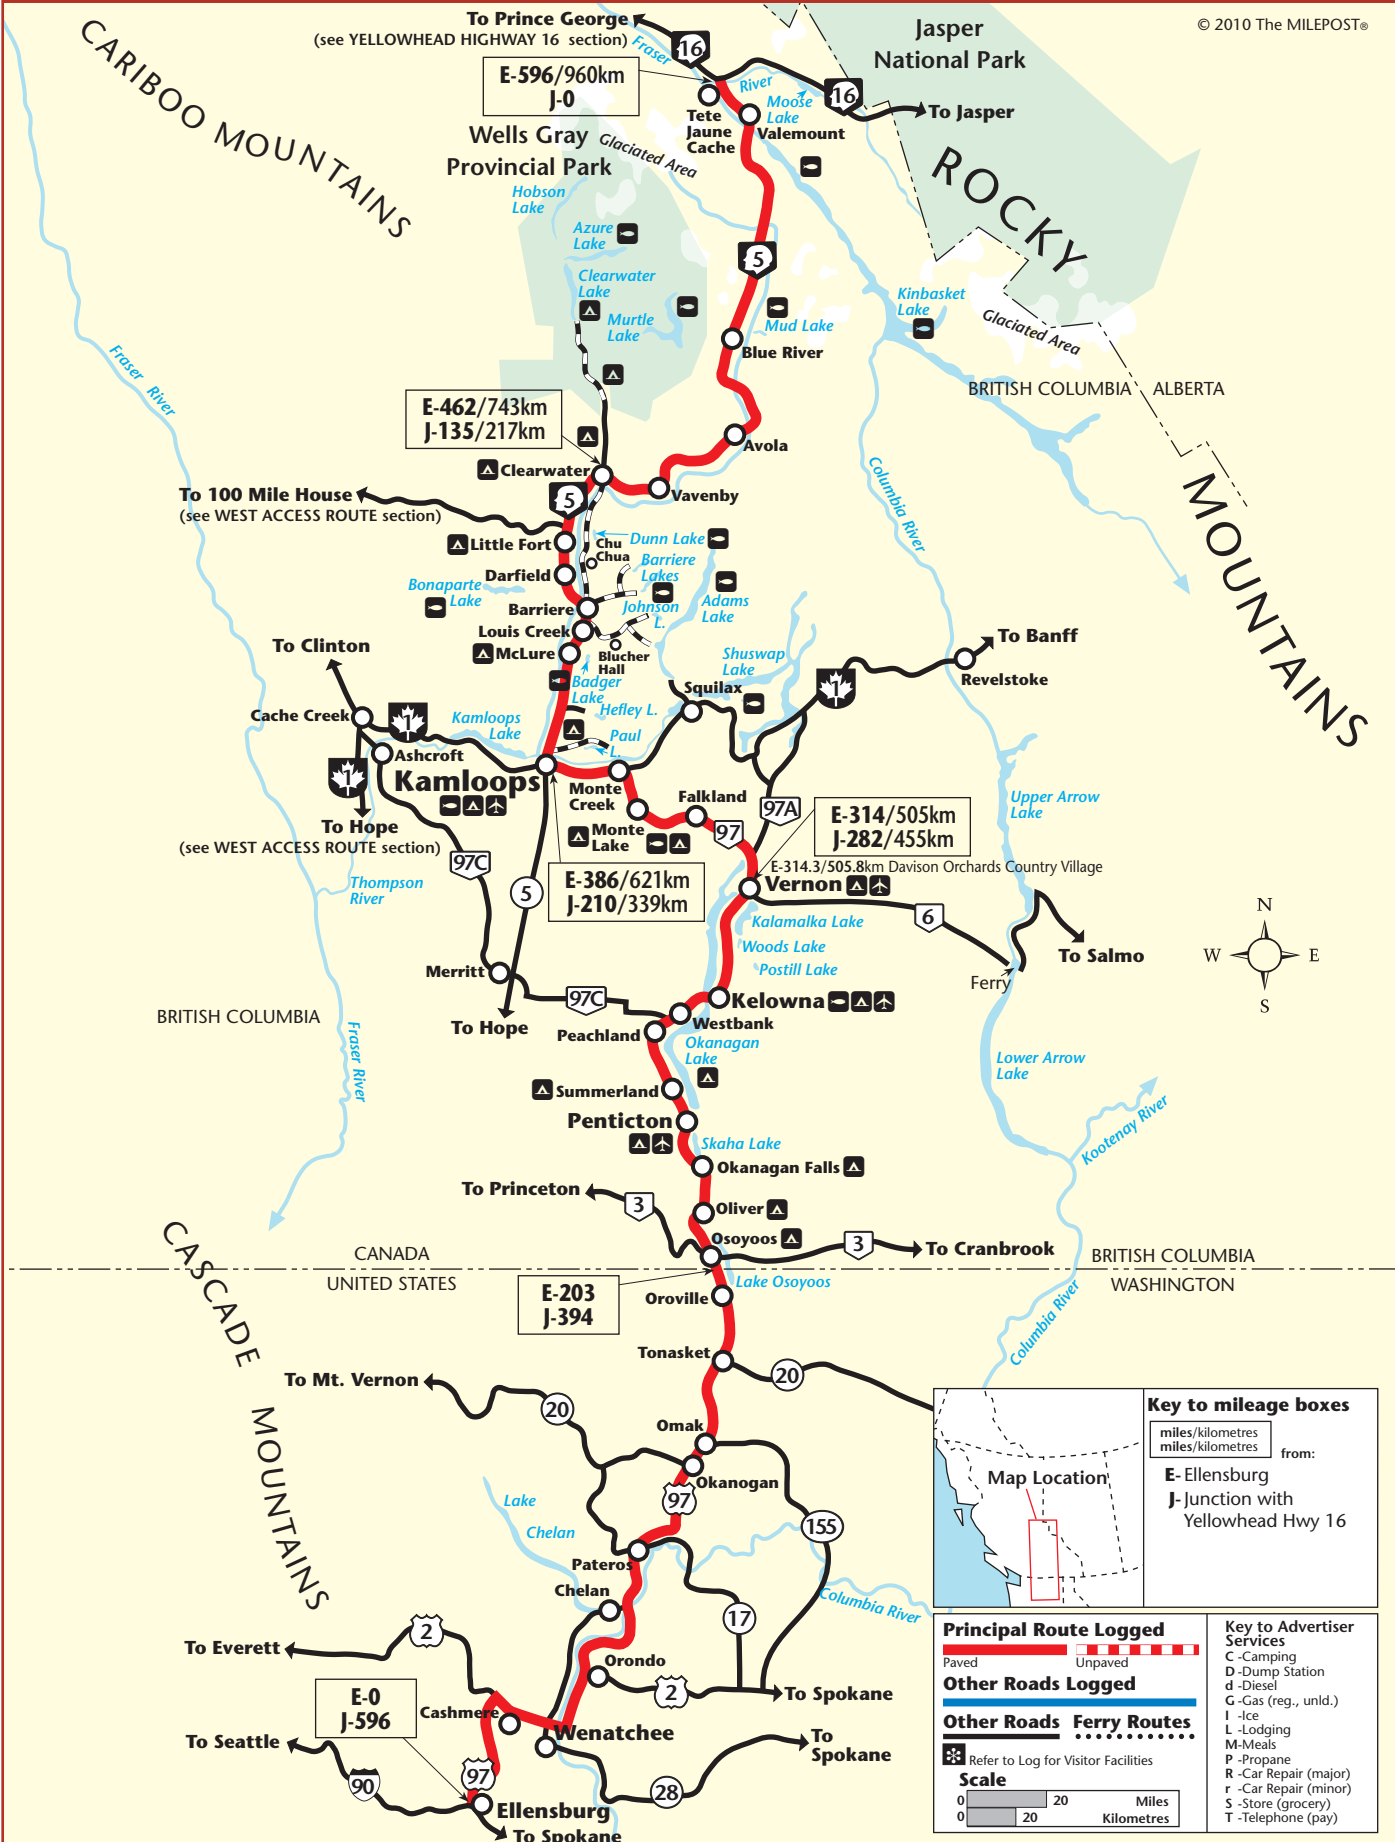 To Prince George
(see YELLOWHEAD HIGHWAY 16 section)
© 2010 The MILEPOST®
Jasper
National Park
CARIBOO MOUNTAINS
16
Fraser
River
E-596/960km
J-0
Moose
Lake
16
To Jasper
Tete
Jaune
Cache
Valemount
Wells Gray
Provincial Park
Glaciated Area
ROCKY
MOUNTAINS
Hobson
Lake
Azure
Lake
Clearwater
Lake
Murtle
Lake
5
Mud Lake
Kinbasket
Lake
Glaciated Area
Blue River
Fraser River
BRITISH COLUMBIA
ALBERTA
E-462/743km
J-135/217km
Avola
Clearwater
Vavenby
Columbia River
To 100 Mile House
(see WEST ACCESS ROUTE section)
5
Little Fort
Chu
Chua
Dunn Lake
Barriere
Lakes
Darfield
Bonaparte
Lake
Barriere
Johnson
L.
Adams
Lake
Louis Creek
McLure
Blucher
Hall
Badger
Lake
Shuswap
Lake
To Clinton
To Banff
Revelstoke
Squilax
Hefley L.
1
Cache Creek
1
Kamloops
Lake
Paul
L.
Ashcroft
1
Kamloops
Monte
Creek
Falkland
97A
Upper Arrow
Lake
To Hope
(see WEST ACCESS ROUTE section)
Monte
Lake
97
E-314/505km
J-282/455km
97C
E-314.3/505.8km Davison Orchards Country Village
E-386/621km
J-210/339km
Vernon
Thompson
River
5
Kalamalka Lake
6
Woods Lake
To Salmo
Postill Lake
Ferry
N
W
E
S
Merritt
97C
Kelowna
BRITISH COLUMBIA
To Hope
Westbank
Peachland
Okanagan
Lake
Fraser River
Lower Arrow
Lake
Summerland
Penticton
Skaha Lake
Kootenay River
Okanagan Falls
To Princeton
3
Oliver
Osoyoos
3
To Cranbrook
CASCADE
MOUNTAINS
CANADA
BRITISH COLUMBIA
UNITED STATES
WASHINGTON
Lake Osoyoos
E-203
J-394
Oroville
Columbia River
Tonasket
20
To Mt. Vernon
20
Omak
Okanogan
97
155
Lake
Chelan
Pateros
Chelan
Columbia River
17
2
To Everett
Orondo
2
To Spokane
E-0
J-596
Cashmere
Wenatchee
To
Spokane
To Seattle
90
97
28
Ellensburg
To Spokane
Map Location
Key to mileage boxes
miles/kilometres
miles/kilometres
from:
E- Ellensburg
J- Junction with
Yellowhead Hwy 16
Principal Route Logged
Paved
Unpaved
Other Roads Logged
Other Roads
Ferry Routes
Refer to Log for Visitor Facilities
Scale
0
20
Miles
0
20
Kilometres
Key to Advertiser
Services
C -Camping
D -Dump Station
d -Diesel
G -Gas (reg., unld.)
I -Ice
L -Lodging
M-Meals
P -Propane
R -Car Repair (major)
r -Car Repair (minor)
S -Store (grocery)
T -Telephone (pay)